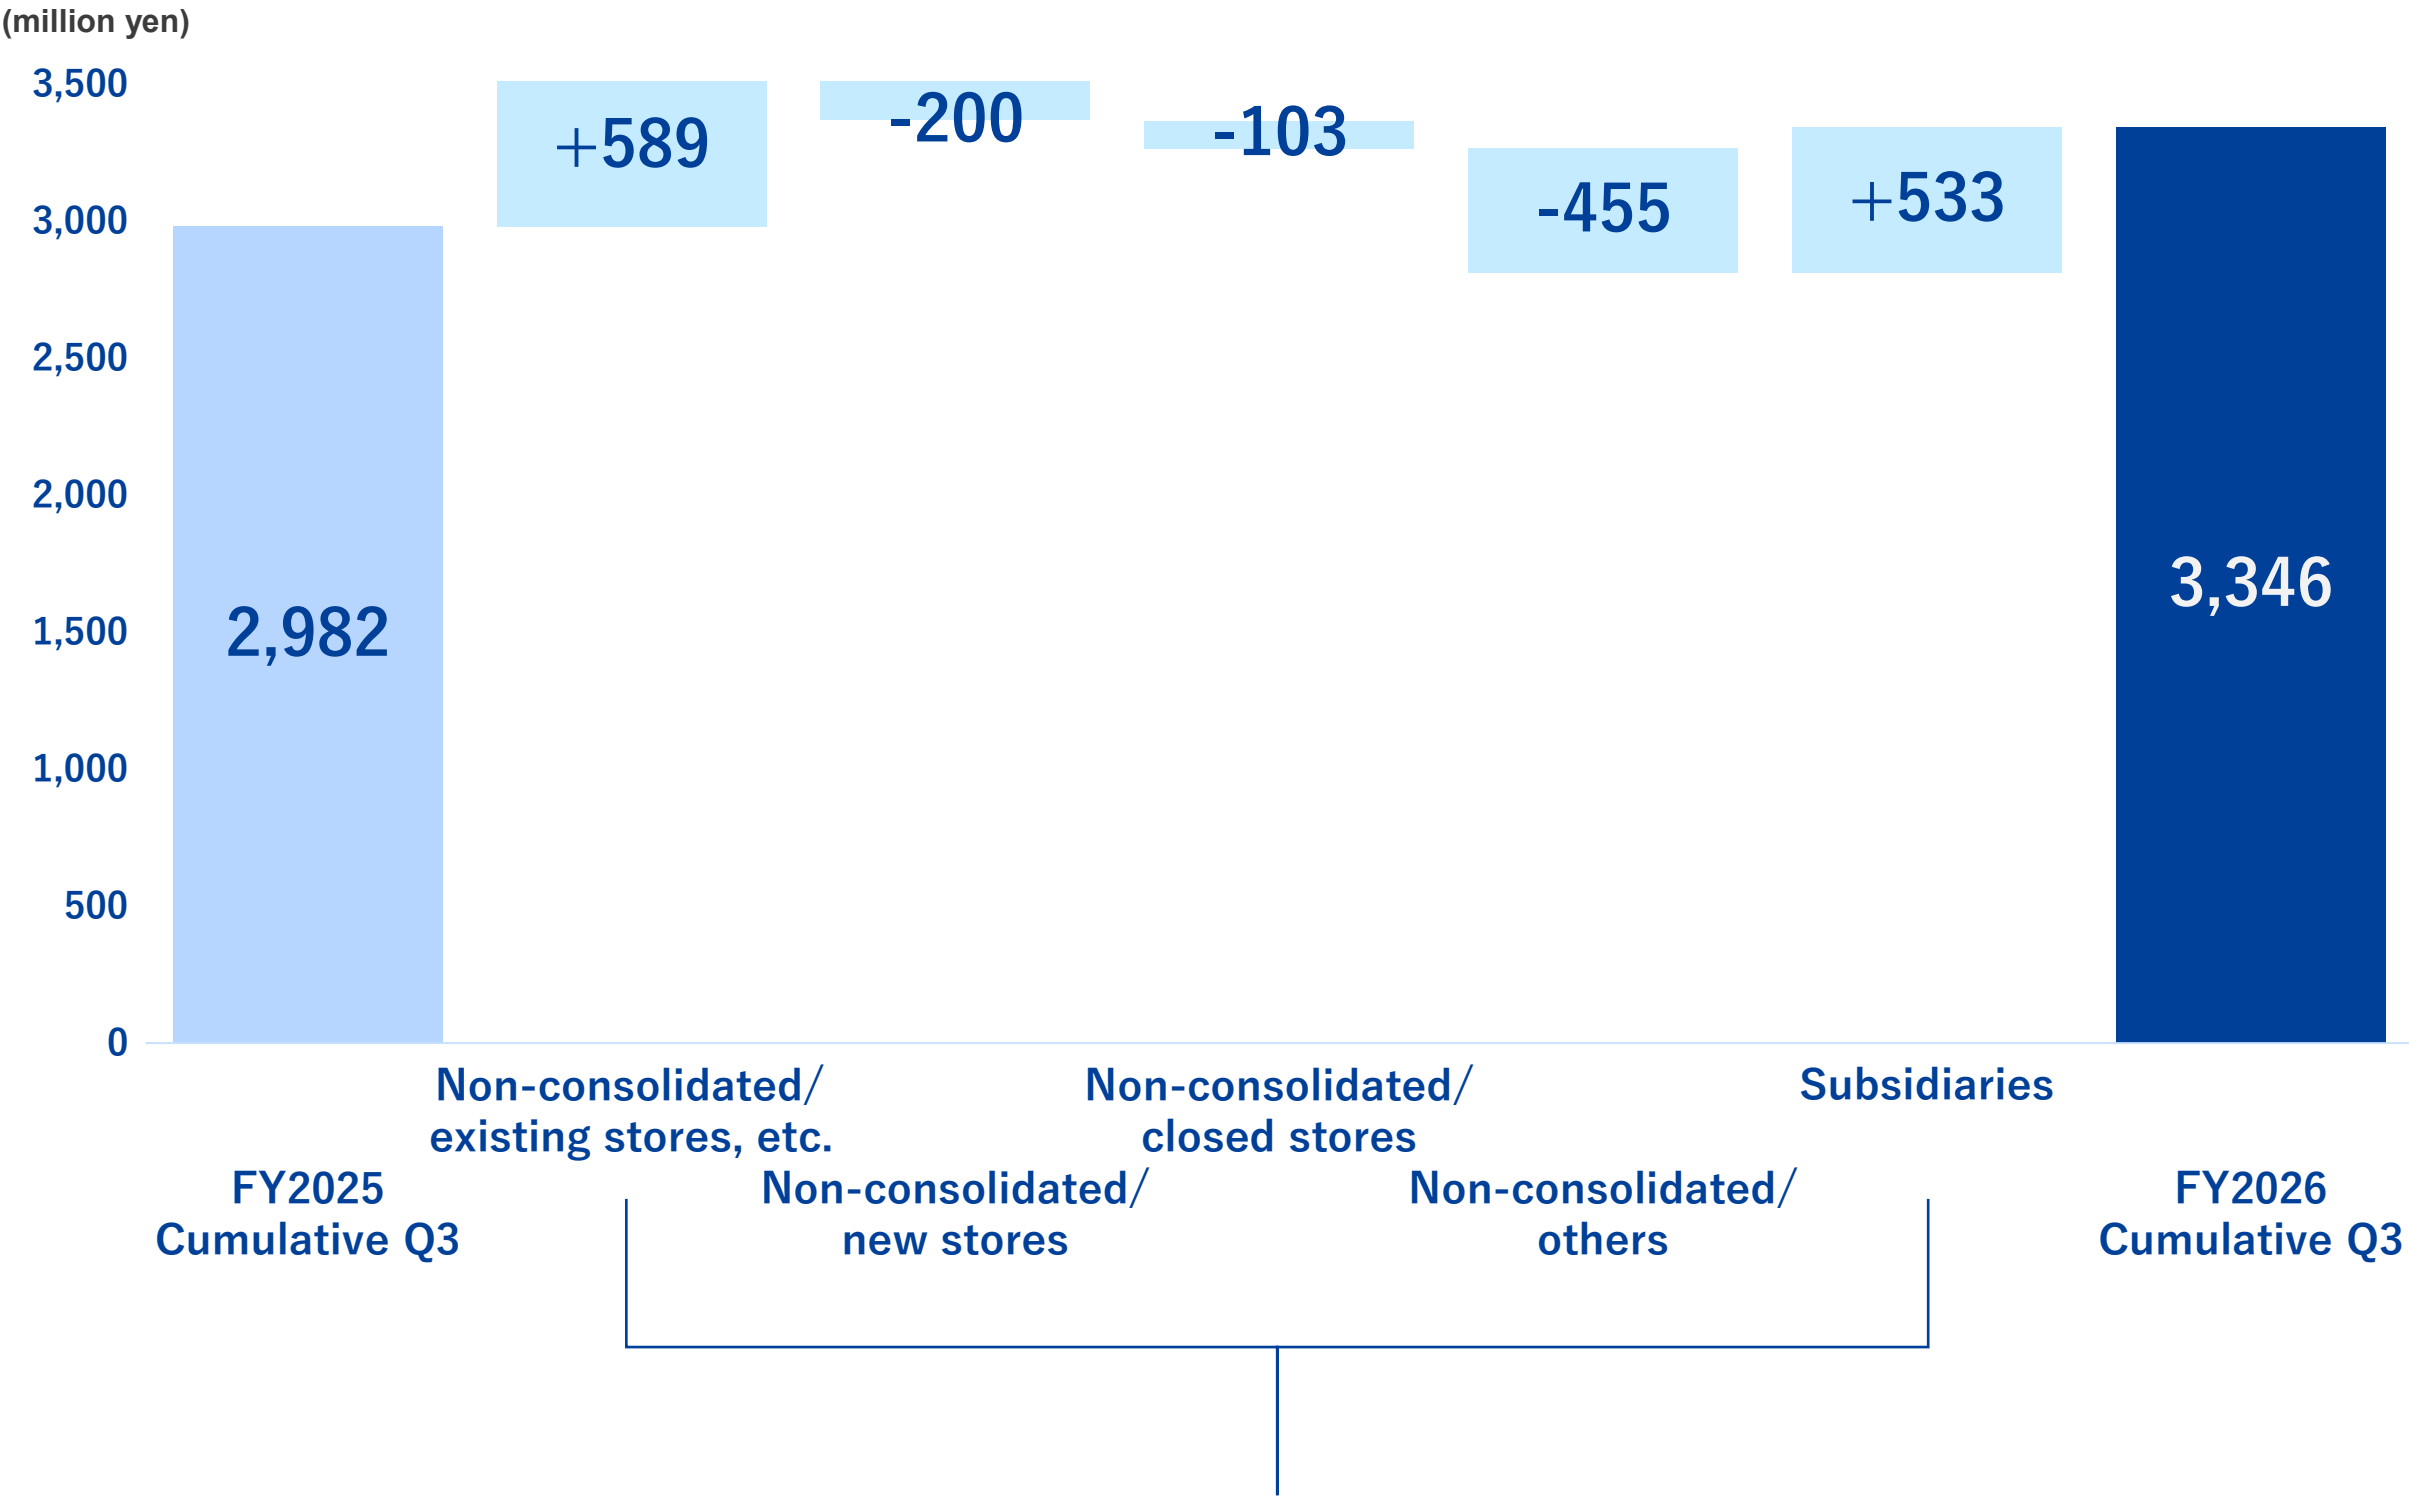 (million yen)
3,500
3,000
2,500
2,000
1,500
1,000
500
0
2,982
+589
-200
-103
-455
+533
3,346
FY2025
Cumulative Q3
Non-consolidated/
existing stores, etc.
Non-consolidated/
new stores
Non-consolidated/
closed stores
Non-consolidated/
others
Subsidiaries
FY2026
Cumulative Q3